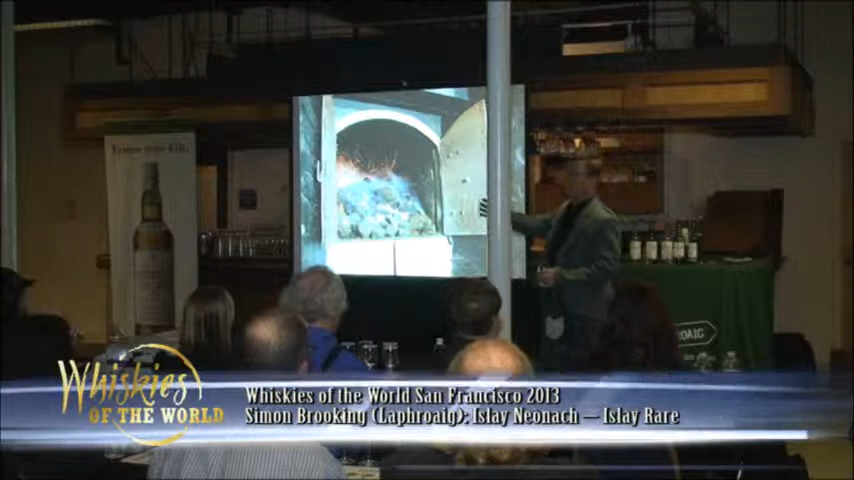 Whiskies
OF THE WORLD
Whiskies of the World San Francisco 2013
Simon Brooking (Laphroaig): Islay Neonach — Islay Rare